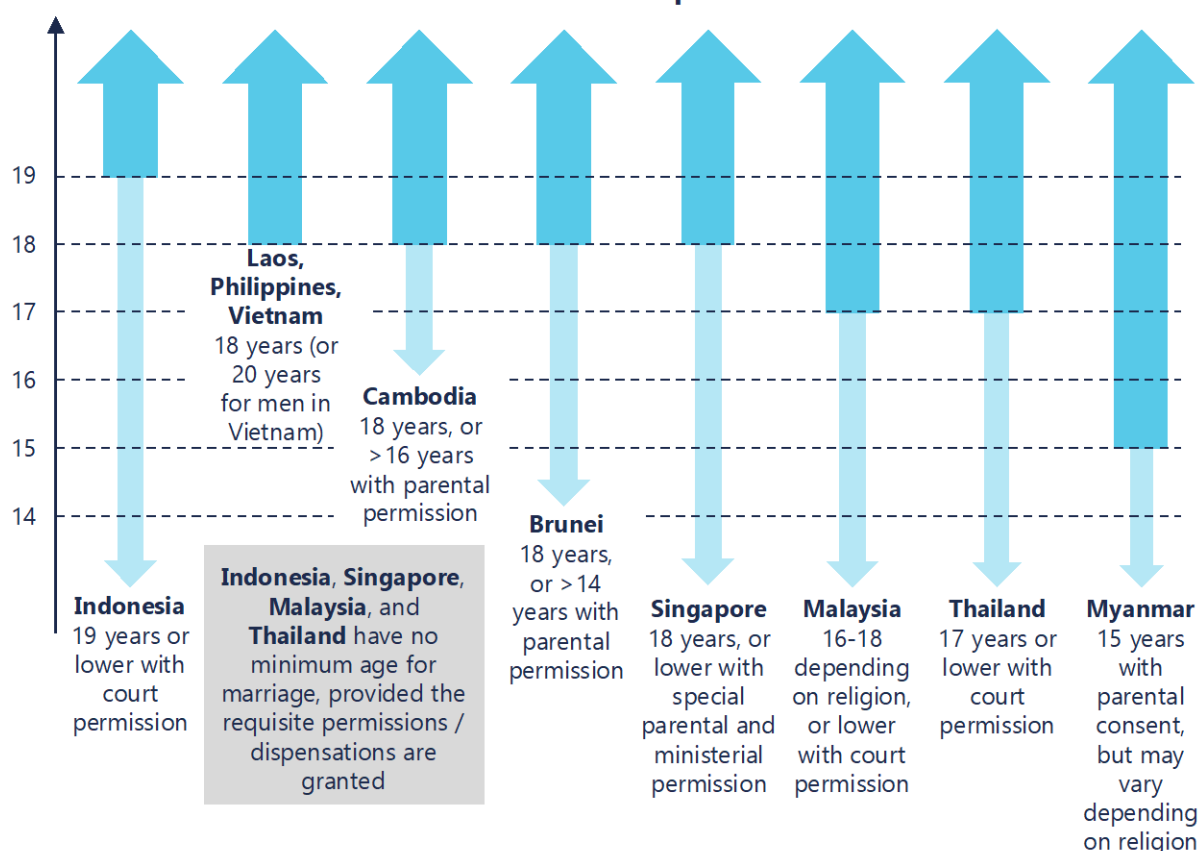 19
18
17
16
15
14
Indonesia
19 years or
lower with
court
permission
Laos,
Philippines,
Vietnam
18 years (or
20 years
for men in
Vietnam)
Cambodia
18 years, or
>16 years
with parental
permission
Brunei
18 years,
or >14
years with
parental
permission
Singapore
18 years, or
lower with
special
parental and
ministerial
permission
Malaysia
16-18
depending
on religion,
or lower
with court
permission
Thailand
17 years or
lower with
court
permission
Myanmar
15 years
with
parental
consent,
but may
vary
depending
on religion
Indonesia, Singapore,
Malaysia, and
Thailand have no
minimum age for
marriage, provided the
requisite permissions /
dispensations are
granted